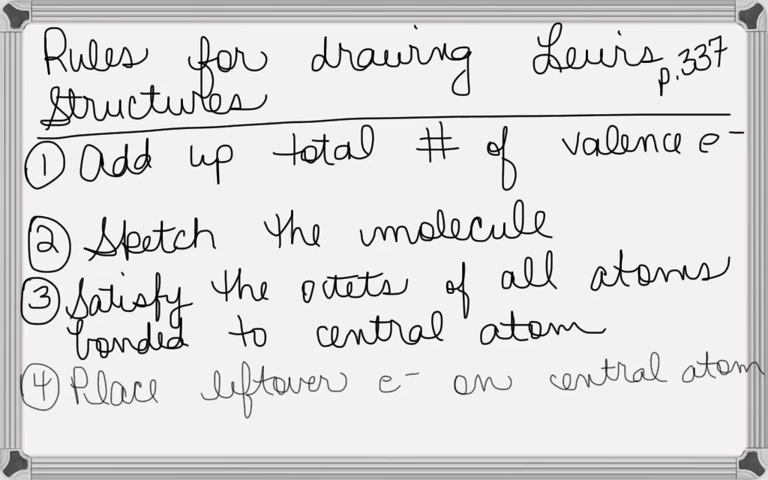 Rules for drawing Lewis p.337
Structures
① Add up total # of valence e⁻
② Sketch the molecule
③ Satisfy the octets of all atoms
bonded to central atom
④ Place leftover e⁻ on central atom